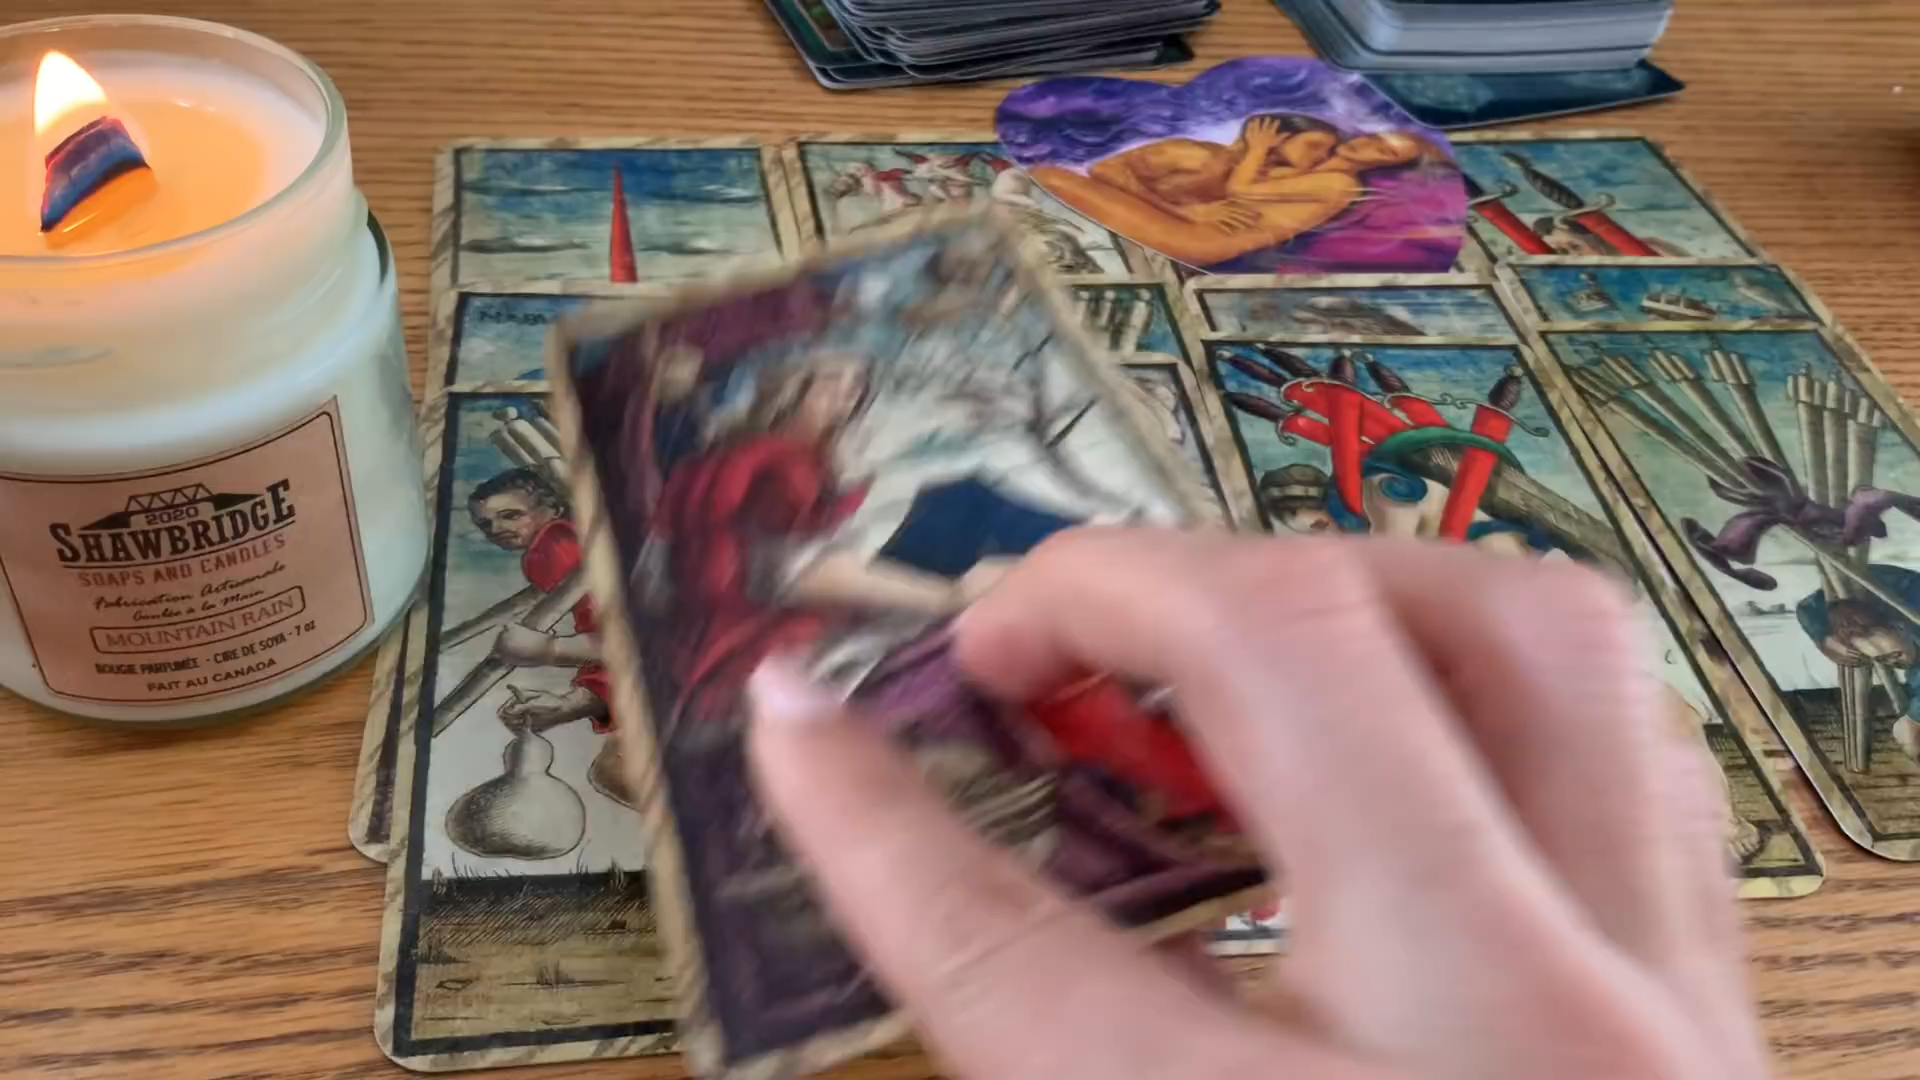 2020
SHAWBRIDGE
SOAPS AND CANDLES
Fabrication Artisanale
Coulée à la Main
MOUNTAIN RAIN
BOUGIE PARFUMÉE - CIRE DE SOYA - 7 oz
FAIT AU CANADA